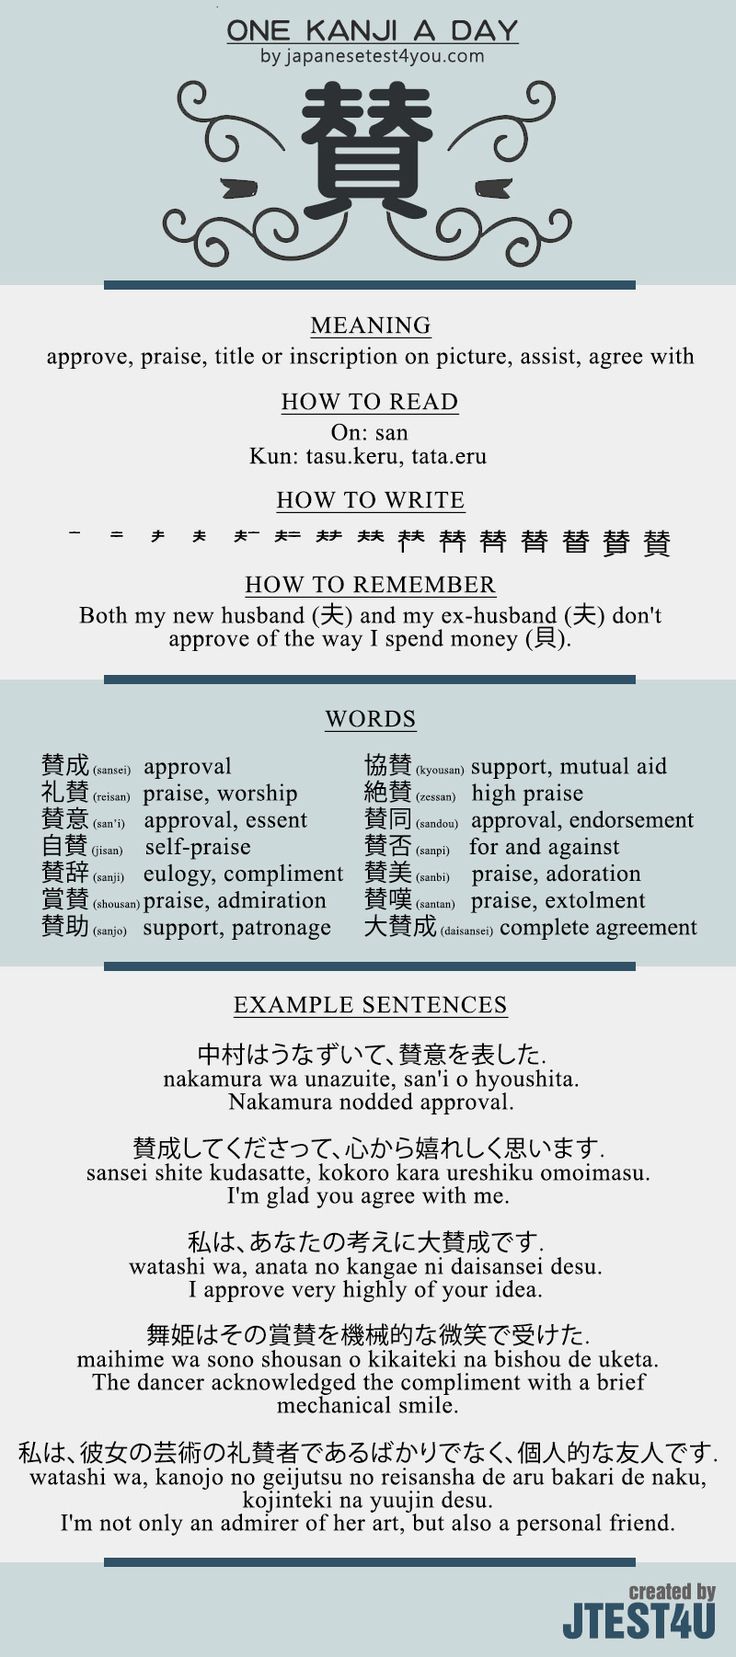 ONE KANJI A DAY
by japanesetest4you.com
賛
MEANING
approve, praise, title or inscription on picture, assist, agree with
HOW TO READ
On: san
Kun: tasu.keru, tata.eru
HOW TO WRITE
賛
HOW TO REMEMBER
Both my new husband (夫) and my ex-husband (夫) don't
approve of the way I spend money (貝).
WORDS
賛成 (sansei) approval
礼賛 (reisan) praise, worship
賛意 (san'i) approval, essent
自賛 (jisan) self-praise
賛辞 (sanji) eulogy, compliment
賞賛 (shousan) praise, admiration
賛助 (sanjo) support, patronage
協賛 (kyousan) support, mutual aid
絶賛 (zessan) high praise
賛同 (sandou) approval, endorsement
賛否 (sanpi) for and against
賛美 (sanbi) praise, adoration
賛嘆 (santan) praise, extolment
大賛成 (daisansei) complete agreement
EXAMPLE SENTENCES
中村はうなずいて、賛意を表した.
nakamura wa unazuite, san'i o hyoushita.
Nakamura nodded approval.
賛成してくださって、心から嬉れしく思います.
sansei shite kudasatte, kokoro kara ureshiku omoimasu.
I'm glad you agree with me.
私は、あなたの考えに大賛成です.
watashi wa, anata no kangae ni daisansei desu.
I approve very highly of your idea.
舞姫はその賞賛を機械的な微笑で受けた.
maihime wa sono shousan o kikaiteki na bishou de uketa.
The dancer acknowledged the compliment with a brief
mechanical smile.
私は、彼女の芸術の礼賛者であるばかりでなく、個人的な友人です.
watashi wa, kanojo no geijutsu no reisansha de aru bakari de naku,
kojinteki na yuujin desu.
I'm not only an admirer of her art, but also a personal friend.
created by
JTEST4U